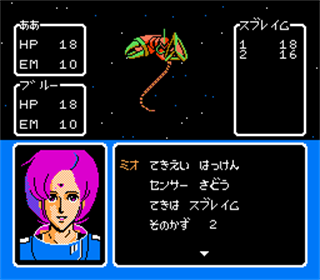 ああ
HP 18
EM 10
ブルー
HP 18
EM 10
スブレイム
1 18
2 16
ミオ てきえい はっけん
センサー さどう
てきは スブレイム
そのかず 2